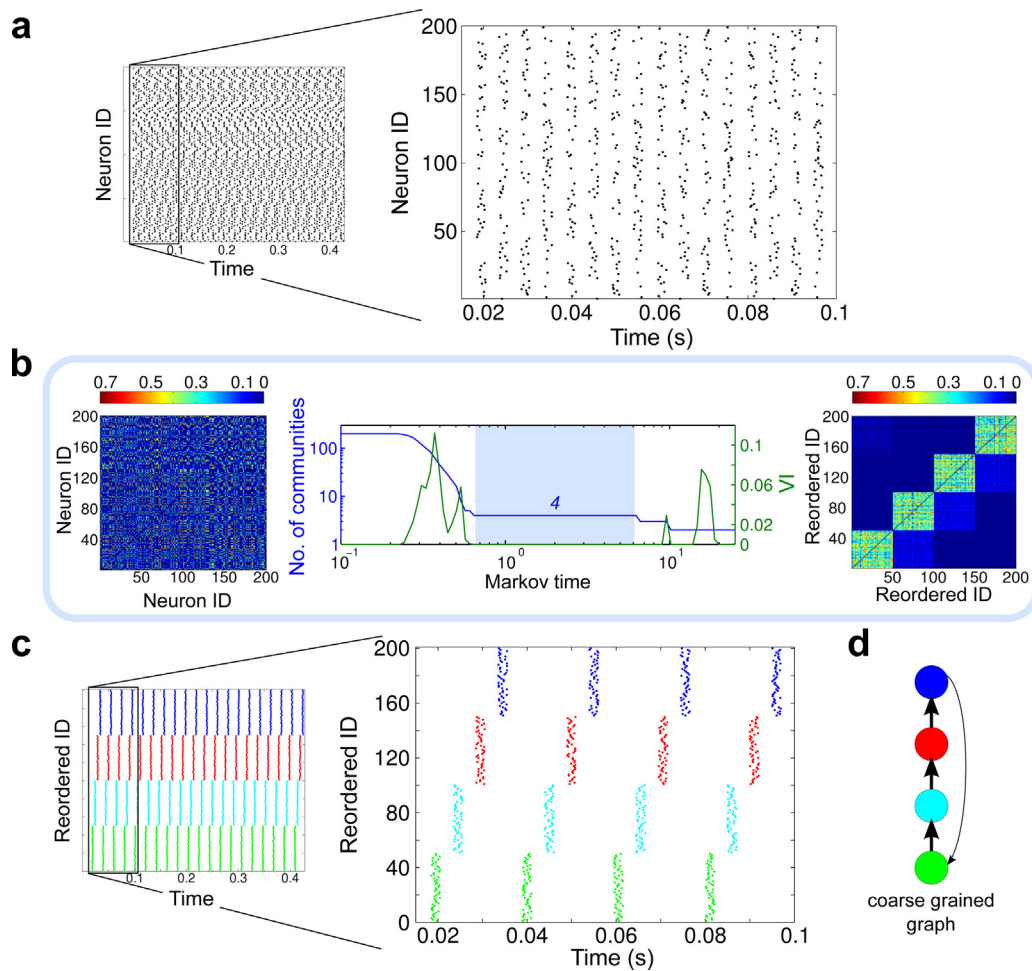 a
Neuron ID
0.1 0.2 0.3 0.4
Time
Neuron ID
200
150
100
50
0.02 0.04 0.06 0.08 0.1
Time (s)
b
0.7 0.5 0.3 0.1 0
Neuron ID
200
160
120
80
40
50 100 150 200
Neuron ID
No. of communities
100
10
1
4
10⁻¹ 10⁰ 10¹
Markov time
0.12
0.06
0.02
0
VI
0.7 0.5 0.3 0.1 0
Reordered ID
200
160
120
80
40
50 100 150 200
Reordered ID
c
Reordered ID
0.1 0.2 0.3 0.4
Time
Reordered ID
200
160
120
80
40
0
0.02 0.04 0.06 0.08 0.1
Time (s)
d
coarse grained
graph